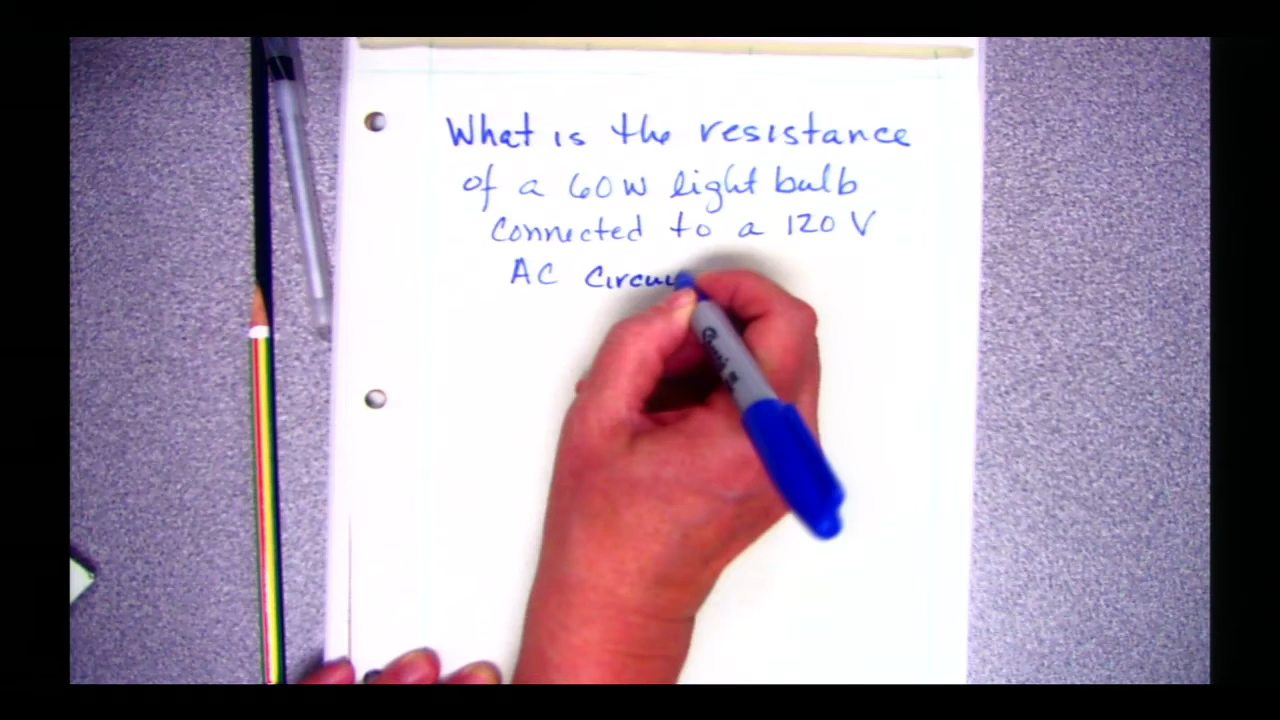 What is the resistance
of a 60W light bulb
connected to a 120 V
AC